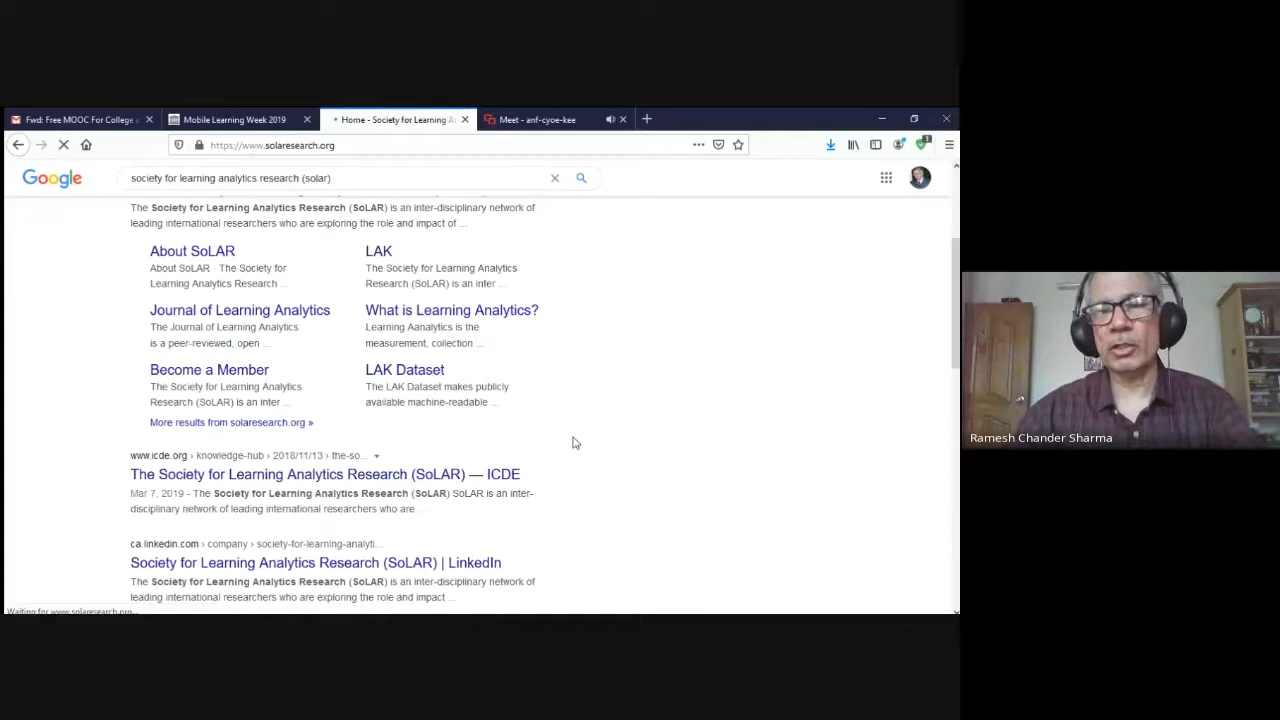 Fwd: Free MOOC For College a
Mobile Learning Week 2019
Home - Society for Learning An
Meet - anf-cyoe-kee
https://www.solaresearch.org
Google
society for learning analytics research (solar)
The Society for Learning Analytics Research (SoLAR) is an inter-disciplinary network of
leading international researchers who are exploring the role and impact of ...
About SoLAR
About SoLAR · The Society for
Learning Analytics Research ...
LAK
The Society for Learning Analytics
Research (SoLAR) is an inter ...
Journal of Learning Analytics
The Journal of Learning Analytics
is a peer-reviewed, open ...
What is Learning Analytics?
Learning Aanalytics is the
measurement, collection ...
Become a Member
The Society for Learning Analytics
Research (SoLAR) is an inter ...
LAK Dataset
The LAK Dataset makes publicly
available machine-readable ...
More results from solaresearch.org »
www.icde.org › knowledge-hub › 2018/11/13 › the-so...
The Society for Learning Analytics Research (SoLAR) — ICDE
Mar 7, 2019 - The Society for Learning Analytics Research (SoLAR) SoLAR is an inter-
disciplinary network of leading international researchers who are ...
ca.linkedin.com › company › society-for-learning-analyti...
Society for Learning Analytics Research (SoLAR) | LinkedIn
The Society for Learning Analytics Research (SoLAR) is an inter-disciplinary network of
leading international researchers who are exploring the role and impact ...
Waiting for www.solaresearch.org...
Ramesh Chander Sharma